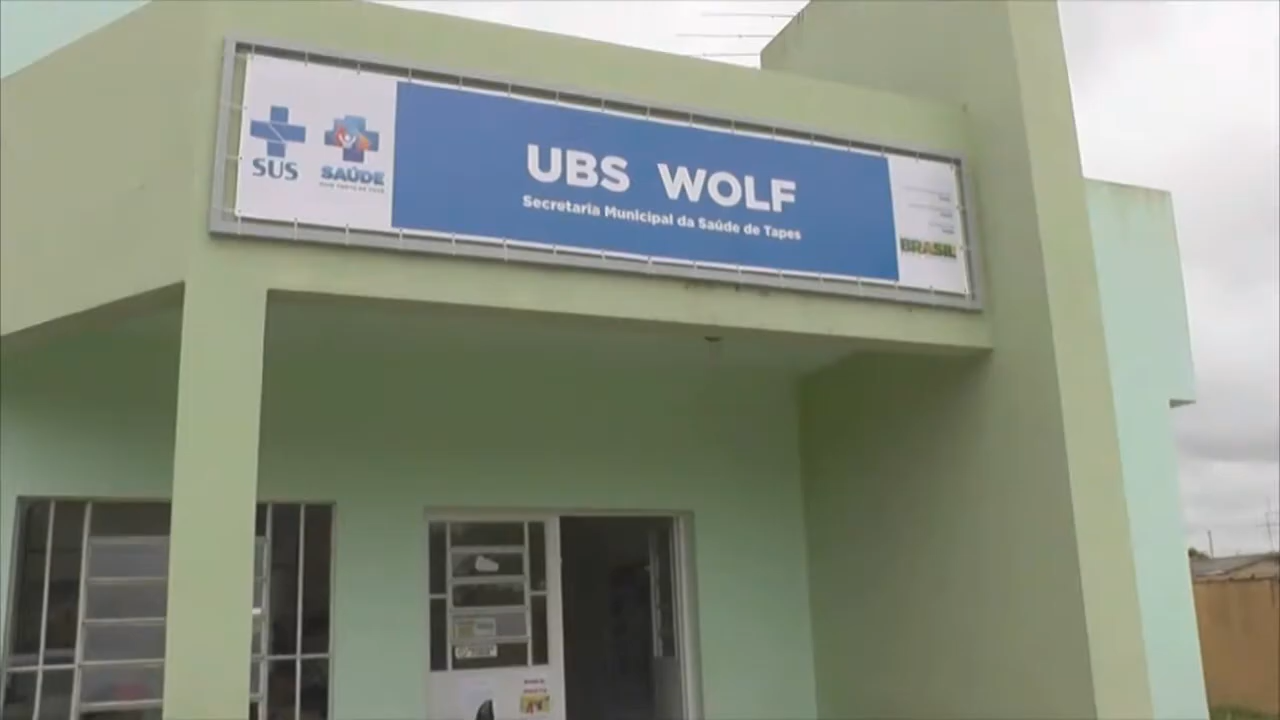 SUS
SAÚDE
UBS WOLF
Secretaria Municipal da Saúde de Tapes
BRASIL